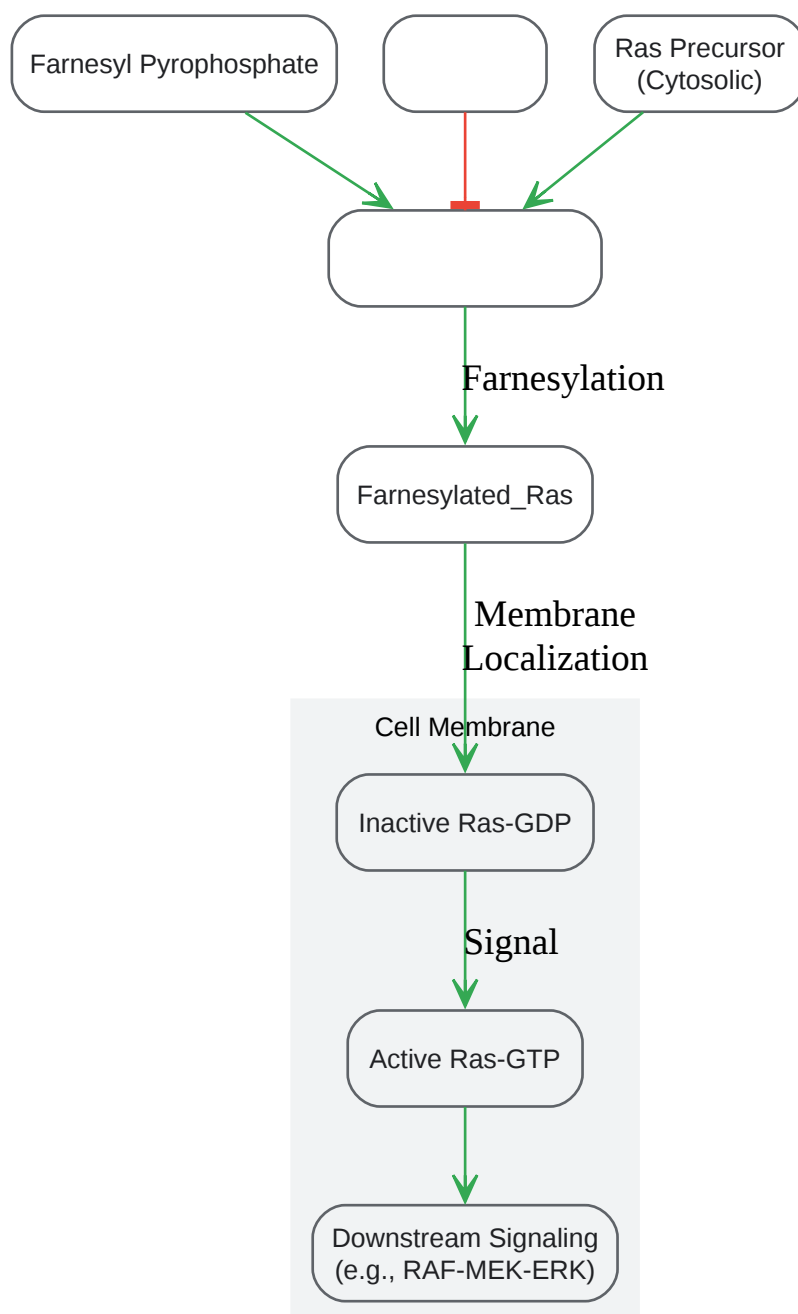 Farnesyl Pyrophosphate
Ras Precursor
(Cytosolic)
Farnesylation
Farnesylated_Ras
Membrane
Localization
Cell Membrane
Inactive Ras-GDP
Signal
Active Ras-GTP
Downstream Signaling
(e.g., RAF-MEK-ERK)